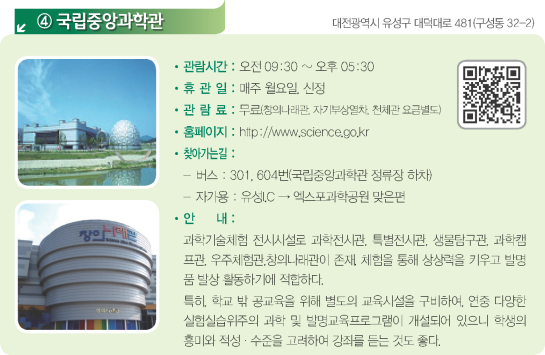 ④ 국립중앙과학관
대전광역시 유성구 대덕대로 481(구성동 32-2)
• 관람시간 : 오전 09:30 ~ 오후 05:30
• 휴 관 일 : 매주 월요일, 신정
• 관 람 료 : 무료(창의나래관, 자기부상열차, 천체관 요금별도)
• 홈페이지 : http://www.science.go.kr
• 찾아가는길 :
- 버스 : 301, 604번(국립중앙과학관 정류장 하차)
- 자가용 : 유성I.C → 엑스포과학공원 맞은편
• 안 내 :
과학기술체험 전시시설로 과학전시관, 특별전시관, 생물탐구관, 과학캠
프관, 우주체험관,창의나래관이 존재, 체험을 통해 상상력을 키우고 발명
품 발상 활동하기에 적합하다.
특히, 학교 밖 공교육을 위해 별도의 교육시설을 구비하여, 연중 다양한
실험실습위주의 과학 및 발명교육프로그램이 개설되어 있으니 학생의
흥미와 적성·수준을 고려하여 강좌를 듣는 것도 좋다.
창의나래관